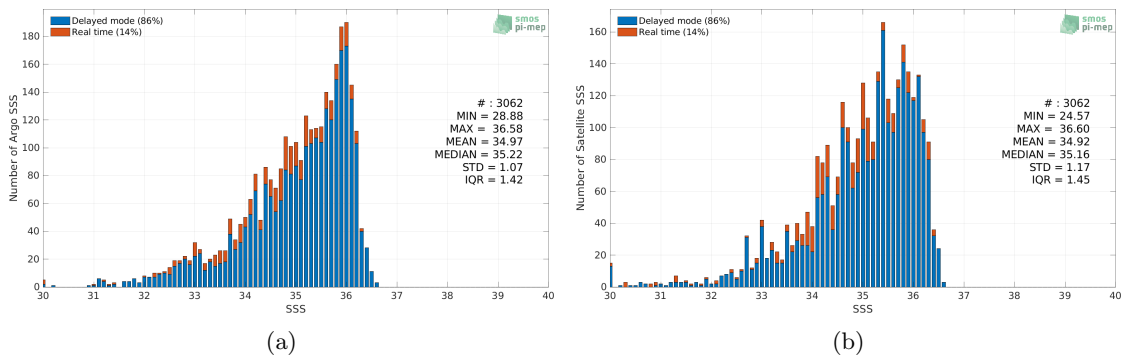 Delayed mode (86%)
Real time (14%)
smos
pi-mep
180
160
140
120
100
80
60
40
20
0
Number of Argo SSS
# : 3062
MIN = 28.88
MAX = 36.58
MEAN = 34.97
MEDIAN = 35.22
STD = 1.07
IQR = 1.42
30 31 32 33 34 35 36 37 38 39 40
SSS
(a)
Delayed mode (86%)
Real time (14%)
smos
pi-mep
160
140
120
100
80
60
40
20
0
Number of Satellite SSS
# : 3062
MIN = 24.57
MAX = 36.60
MEAN = 34.92
MEDIAN = 35.16
STD = 1.17
IQR = 1.45
30 31 32 33 34 35 36 37 38 39 40
SSS
(b)